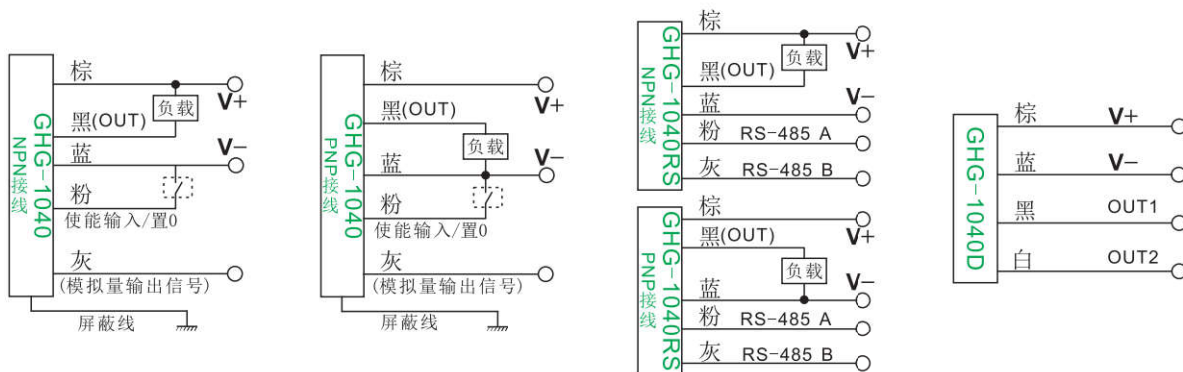 GHG-1040
NPN接线
棕
负载
V+
黑(OUT)
蓝
V-
粉
使能输入/置0
灰
(模拟量输出信号)
屏蔽线
GHG-1040
PNP接线
棕
V+
黑(OUT)
负载
蓝
V-
粉
使能输入/置0
灰
(模拟量输出信号)
屏蔽线
GHG-1040RS
NPN接线
棕
负载
V+
黑(OUT)
蓝
V-
粉 RS-485 A
灰 RS-485 B
GHG-1040RS
PNP接线
棕
V+
黑(OUT)
负载
蓝
V-
粉 RS-485 A
灰 RS-485 B
GHG-1040D
棕 V+
蓝 V-
黑 OUT1
白 OUT2